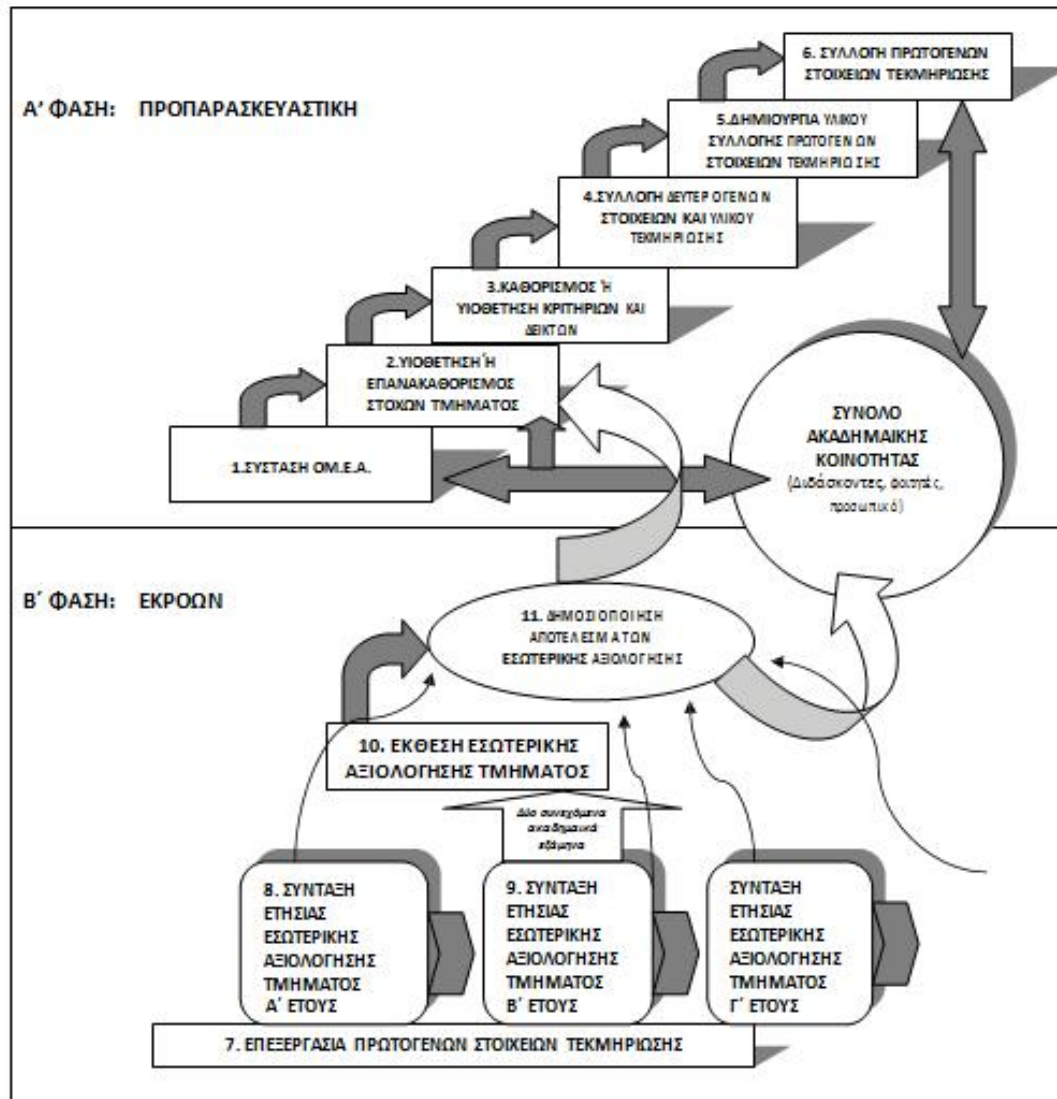 Α’ ΦΑΣΗ: ΠΡΟΠΑΡΑΣΚΕΥΑΣΤΙΚΗ
6. ΣΥΛΛΟΓΗ ΠΡΩΤΟΓΕΝΩΝ
ΣΤΟΙΧΕΙΩΝ ΤΕΚΜΗΡΙΩΣΗΣ
5.ΔΗΜΙΟΥΡΓΙΑ ΥΛΙΚΟΥ
ΣΥΛΛΟΓΗΣ ΠΡΩΤΟΓΕΝΩΝ
ΣΤΟΙΧΕΙΩΝ ΤΕΚΜΗΡΙΩΣΗΣ
4.ΣΥΛΛΟΓΗ ΔΕΥΤΕΡΟΓΕΝΩΝ
ΣΤΟΙΧΕΙΩΝ ΚΑΙ ΥΛΙΚΟΥ
ΤΕΚΜΗΡΙΩΣΗΣ
3.ΚΑΘΟΡΙΣΜΟΣ Ή
ΥΙΟΘΕΤΗΣΗ ΚΡΙΤΗΡΙΩΝ ΚΑΙ
ΔΕΙΚΤΩΝ
2.ΥΙΟΘΕΤΗΣΗ Ή
ΕΠΑΝΑΚΑΘΟΡΙΣΜΟΣ
ΣΤΟΧΩΝ ΤΜΗΜΑΤΟΣ
1.ΣΥΣΤΑΣΗ ΟΜ.Ε.Α.
ΣΥΝΟΛΟ
ΑΚΑΔΗΜΑΙΚΗΣ
ΚΟΙΝΟΤΗΤΑΣ
(Διδάσκοντες, φοιτητές,
προσωπικό)
Β΄ ΦΑΣΗ: ΕΚΡΟΩΝ
11. ΔΗΜΟΣΙΟΠΟΙΗΣΗ
ΑΠΟΤΕΛΕΣΜΑΤΩΝ
ΕΣΩΤΕΡΙΚΗΣ ΑΞΙΟΛΟΓΗΣΗΣ
10. ΕΚΘΕΣΗ ΕΣΩΤΕΡΙΚΗΣ
ΑΞΙΟΛΟΓΗΣΗΣ ΤΜΗΜΑΤΟΣ
Δύο συνεχόμενα
ακαδημαικά
εξάμηνα
8. ΣΥΝΤΑΞΗ
ΕΤΗΣΙΑΣ
ΕΣΩΤΕΡΙΚΗΣ
ΑΞΙΟΛΟΓΗΣΗΣ
ΤΜΗΜΑΤΟΣ
Α΄ ΕΤΟΥΣ
9. ΣΥΝΤΑΞΗ
ΕΤΗΣΙΑΣ
ΕΣΩΤΕΡΙΚΗΣ
ΑΞΙΟΛΟΓΗΣΗΣ
ΤΜΗΜΑΤΟΣ
Β΄ ΕΤΟΥΣ
ΣΥΝΤΑΞΗ
ΕΤΗΣΙΑΣ
ΕΣΩΤΕΡΙΚΗΣ
ΑΞΙΟΛΟΓΗΣΗΣ
ΤΜΗΜΑΤΟΣ
Γ΄ ΕΤΟΥΣ
7. ΕΠΕΞΕΡΓΑΣΙΑ ΠΡΩΤΟΓΕΝΩΝ ΣΤΟΙΧΕΙΩΝ ΤΕΚΜΗΡΙΩΣΗΣ